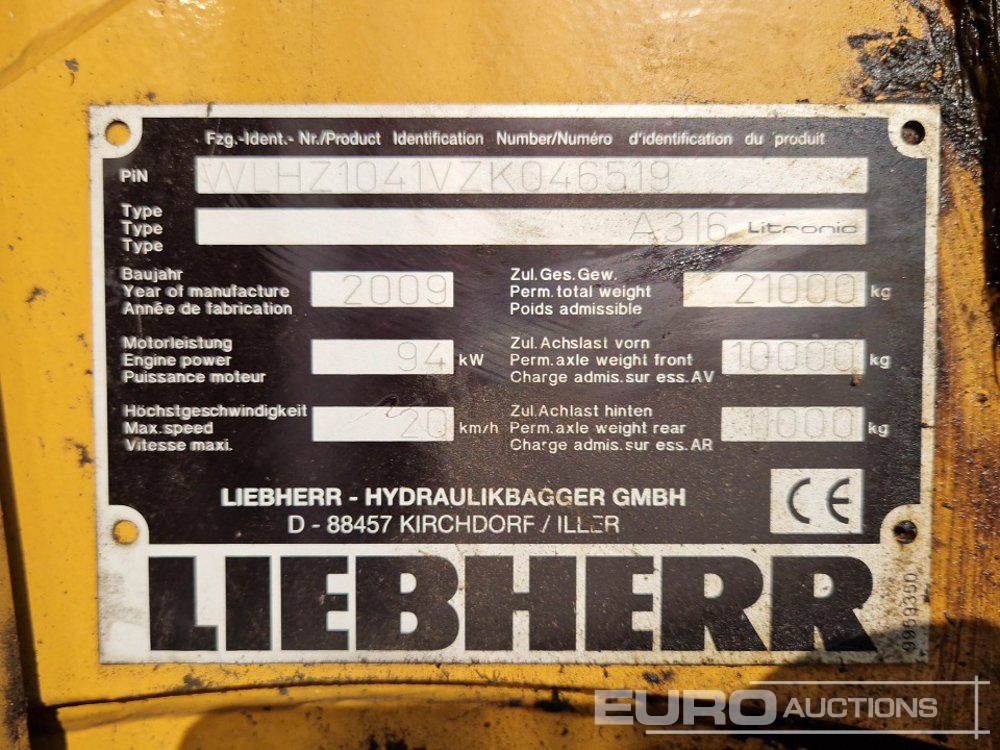 Fzg.-Ident.- Nr./Product Identification Number/Numéro d'identification du produit
PIN WLHZ1041VZK046519
Type
Type A316 Litronic
Type
Baujahr
Year of manufacture 2009
Année de fabrication
Zul.Ges.Gew.
Perm.total weight 21000 kg
Poids admissible
Motorleistung
Engine power 94 kW
Puissance moteur
Zul.Achslast vorn
Perm.axle weight front 10000 kg
Charge admis.sur ess.AV
Höchstgeschwindigkeit
Max.speed 20 km/h
Vitesse maxi.
Zul.Achlast hinten
Perm.axle weight rear 11000 kg
Charge admis.sur ess.AR
LIEBHERR - HYDRAULIKBAGGER GMBH
D - 88457 KIRCHDORF / ILLER
CE
LIEBHERR
EURO AUCTIONS